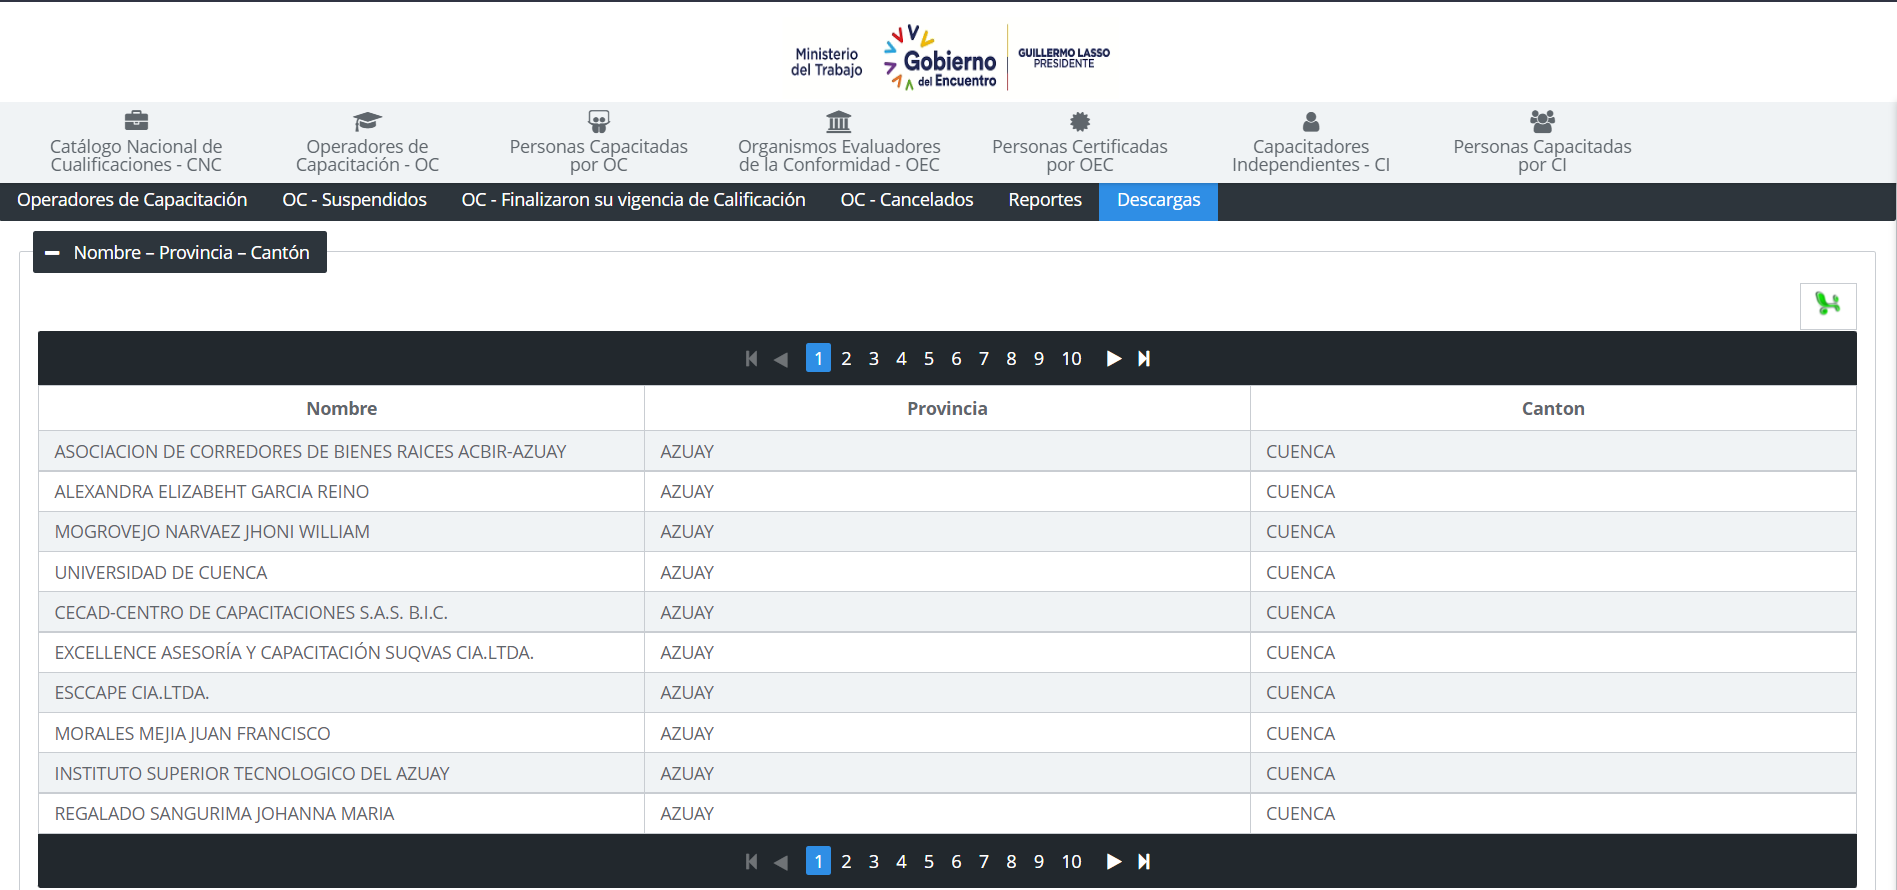 Ministerio
del Trabajo
Gobierno
del Encuentro
GUILLERMO LASSO
PRESIDENTE
Catálogo Nacional de
Cualificaciones - CNC
Operadores de
Capacitación - OC
Personas Capacitadas
por OC
Organismos Evaluadores
de la Conformidad - OEC
Personas Certificadas
por OEC
Capacitadores
Independientes - CI
Personas Capacitadas
por CI
Operadores de Capacitación OC - Suspendidos OC - Finalizaron su vigencia de Calificación OC - Cancelados Reportes Descargas
Nombre – Provincia – Cantón
1 2 3 4 5 6 7 8 9 10
Nombre Provincia Canton
ASOCIACION DE CORREDORES DE BIENES RAICES ACBIR-AZUAY AZUAY CUENCA
ALEXANDRA ELIZABEHT GARCIA REINO AZUAY CUENCA
MOGROVEJO NARVAEZ JHONI WILLIAM AZUAY CUENCA
UNIVERSIDAD DE CUENCA AZUAY CUENCA
CECAD-CENTRO DE CAPACITACIONES S.A.S. B.I.C. AZUAY CUENCA
EXCELLENCE ASESORÍA Y CAPACITACIÓN SUQVAS CIA.LTDA. AZUAY CUENCA
ESCCAPE CIA.LTDA. AZUAY CUENCA
MORALES MEJIA JUAN FRANCISCO AZUAY CUENCA
INSTITUTO SUPERIOR TECNOLOGICO DEL AZUAY AZUAY CUENCA
REGALADO SANGURIMA JOHANNA MARIA AZUAY CUENCA
1 2 3 4 5 6 7 8 9 10